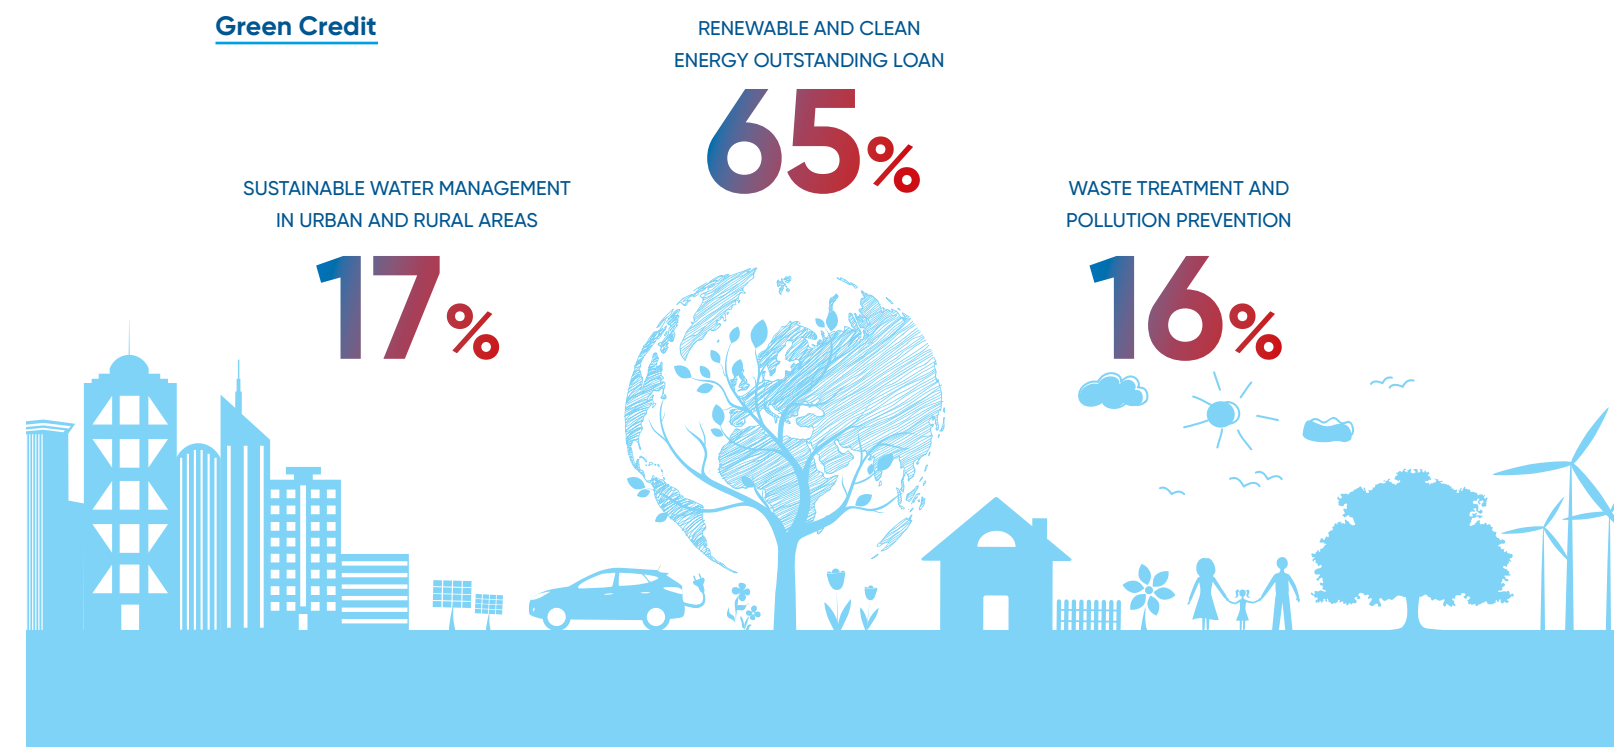 Green Credit
RENEWABLE AND CLEAN
ENERGY OUTSTANDING LOAN
65%
SUSTAINABLE WATER MANAGEMENT
IN URBAN AND RURAL AREAS
17%
WASTE TREATMENT AND
POLLUTION PREVENTION
16%